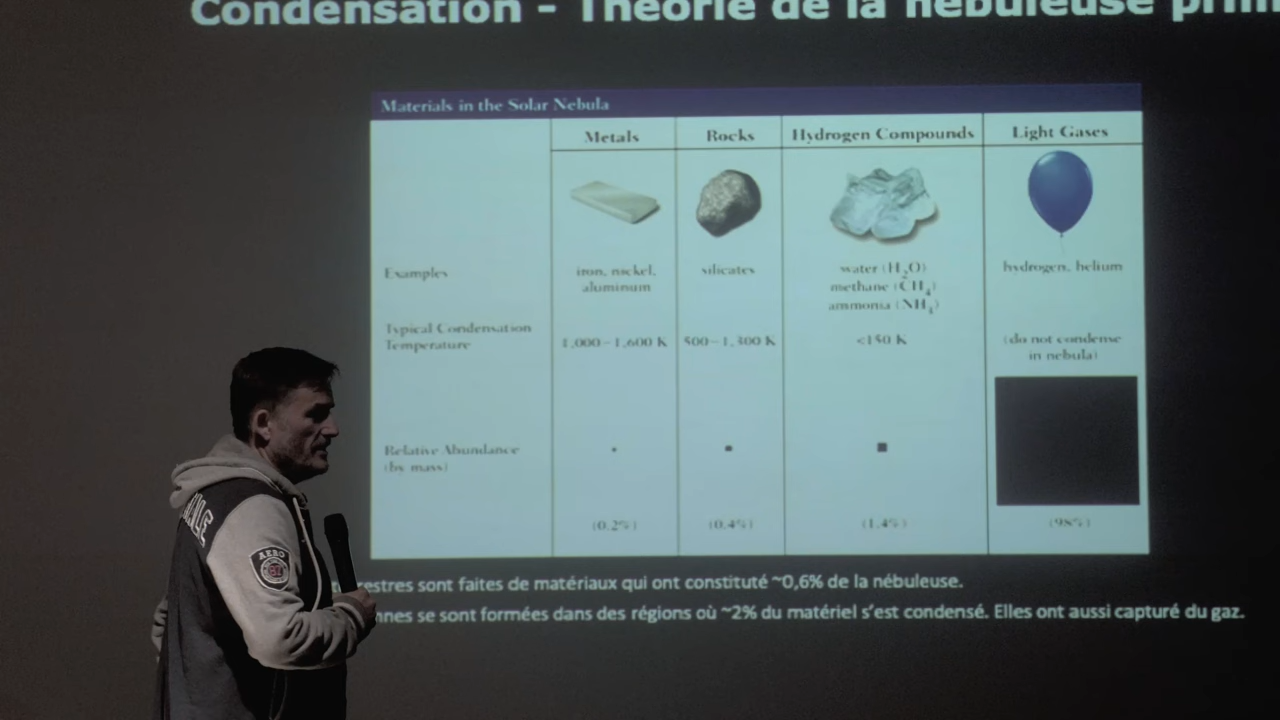 Condensation - Théorie de la nébuleuse
Materials in the Solar Nebula
Metals Rocks Hydrogen Compounds Light Gases
Examples iron, nickel, aluminum silicates water (H2O) methane (CH4) ammonia (NH3) hydrogen, helium
Typical Condensation Temperature 1,000–1,600 K 500–1,300 K <150 K (do not condense in nebula)
Relative Abundance (by mass)
(0.2%) (0.4%) (1.4%) (98%)
restres sont faites de matériaux qui ont constituté ~0,6% de la nébuleuse.
nnes se sont formées dans des régions où ~2% du matériel s'est condensé. Elles ont aussi capturé du gaz.
AERO
87